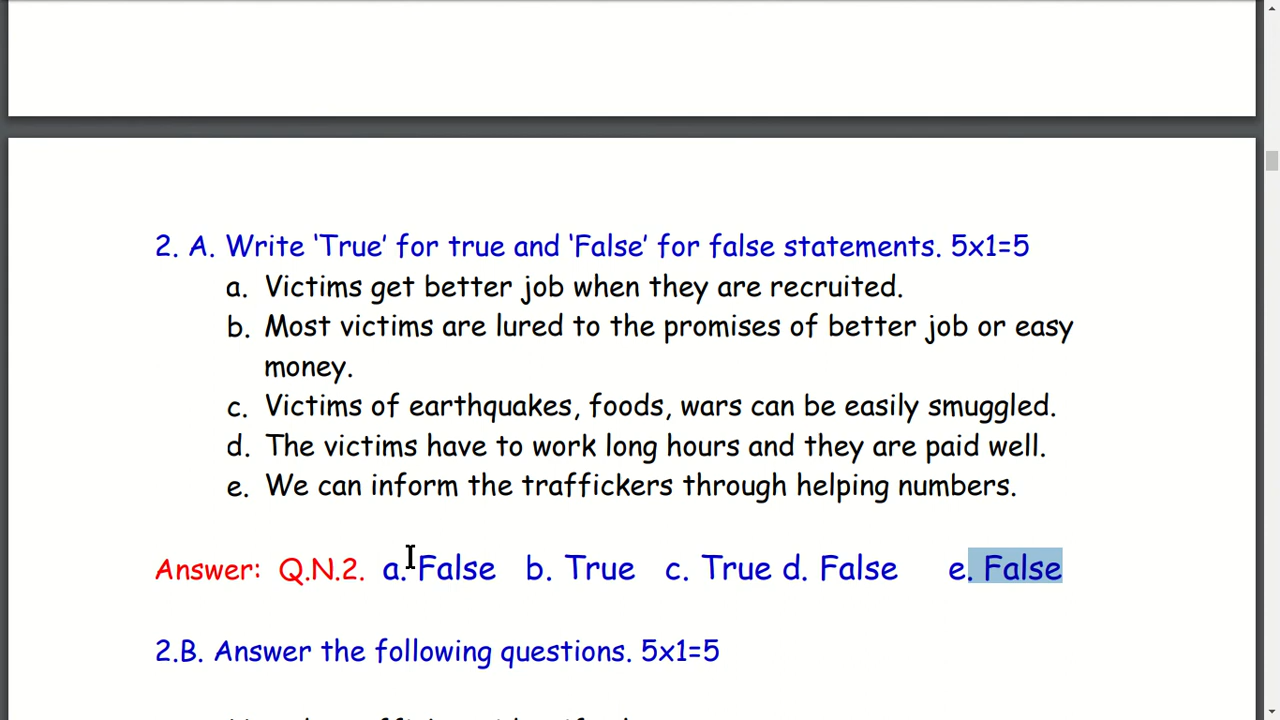 2. A. Write ‘True’ for true and ‘False’ for false statements. 5x1=5
a. Victims get better job when they are recruited.
b. Most victims are lured to the promises of better job or easy
money.
c. Victims of earthquakes, foods, wars can be easily smuggled.
d. The victims have to work long hours and they are paid well.
e. We can inform the traffickers through helping numbers.
Answer: Q.N.2. a. False b. True c. True d. False e. False
2.B. Answer the following questions. 5x1=5